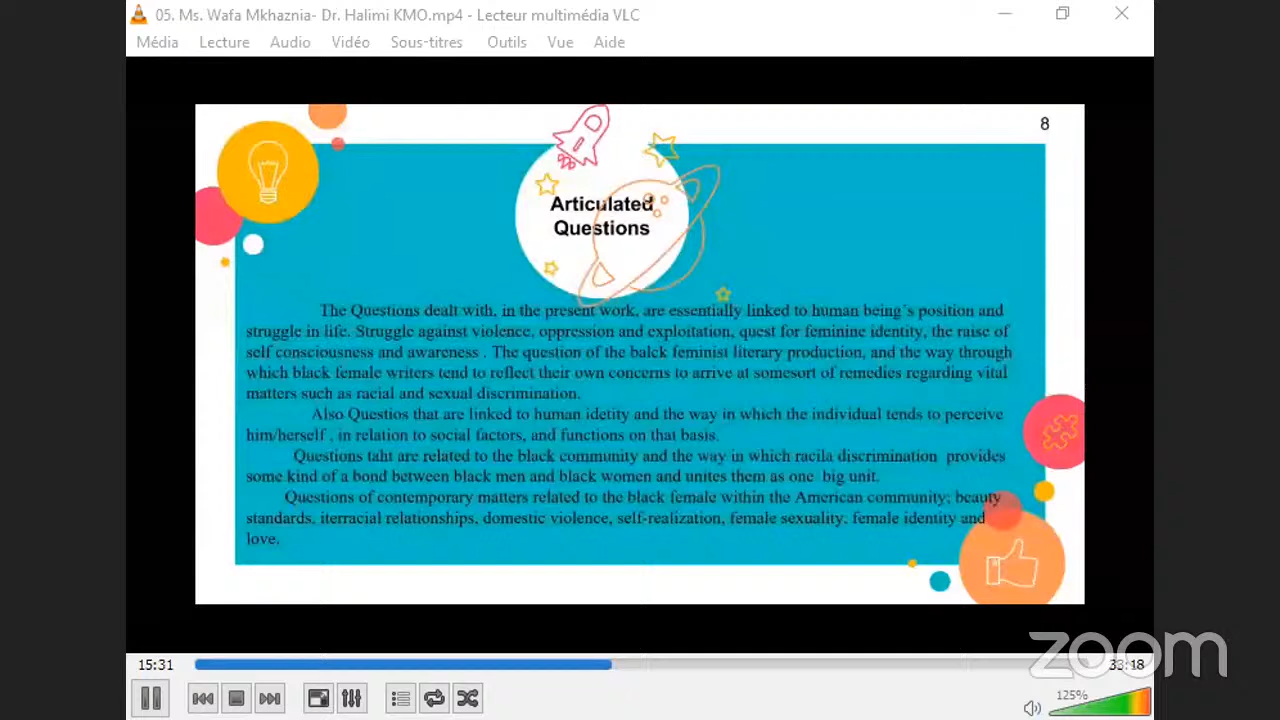 05. Ms. Wafa Mkhaznia- Dr. Halimi KMO.mp4 - Lecteur multimédia VLC
Média Lecture Audio Vidéo Sous-titres Outils Vue Aide
8
Articulated
Questions
The Questions dealt with, in the present work, are essentially linked to human being`s position and
struggle in life. Struggle against violence, oppression and exploitation, quest for feminine identity, the raise of
self consciousness and awareness . The question of the balck feminist literary production, and the way through
which black female writers tend to reflect their own concerns to arrive at somesort of remedies regarding vital
matters such as racial and sexual discrimination.
Also Questios that are linked to human idetity and the way in which the individual tends to perceive
him/herself , in relation to social factors, and functions on that basis.
Questions taht are related to the black community and the way in which racila discrimination provides
some kind of a bond between black men and black women and unites them as one big unit.
Questions of contemporary matters related to the black female within the American community; beauty
standards, iterracial relationships, domestic violence, self-realization, female sexuality, female identity and
love.
zoom
15:31
33:18
125%